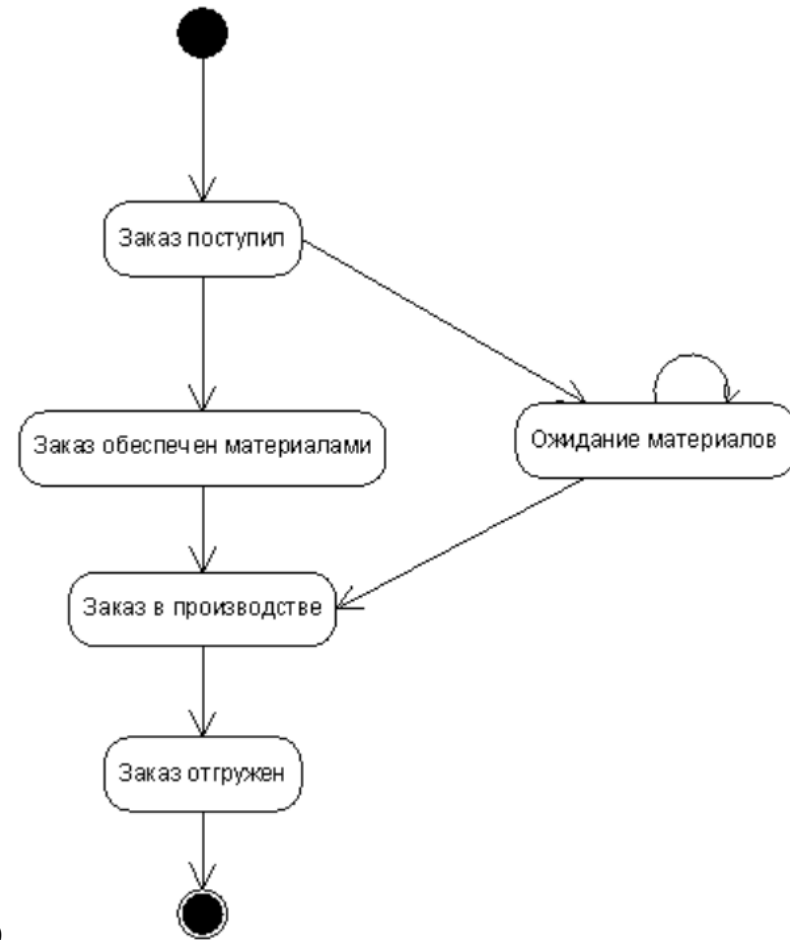 Заказ поступил
Заказ обеспечен материалами
Ожидание материалов
Заказ в производстве
Заказ отгружен